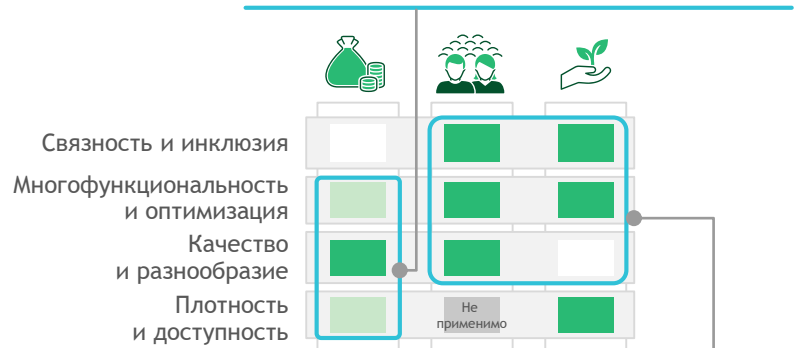 Связность и инклюзия
Многофункциональность
и оптимизация
Качество
и разнообразие
Плотность
и доступность
Не
применимо